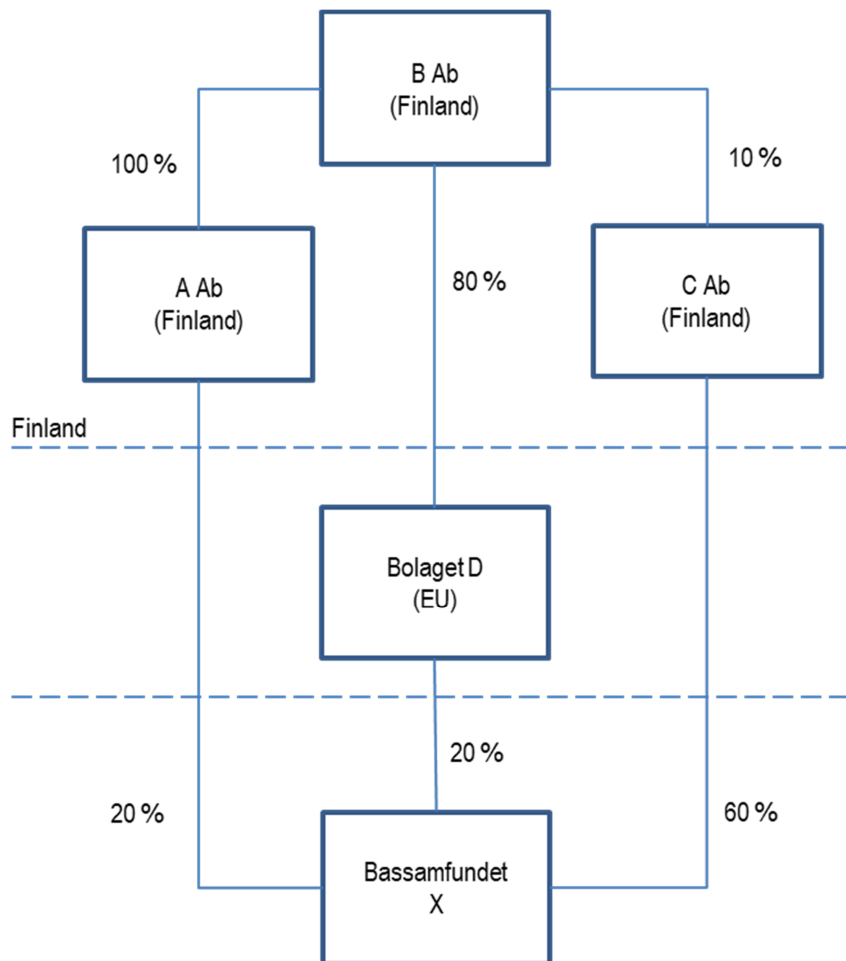 B Ab
(Finland)
100 %
10 %
A Ab
(Finland)
80 %
C Ab
(Finland)
Finland
Bolaget D
(EU)
20 %
20 %
60 %
Bassamfundet
X